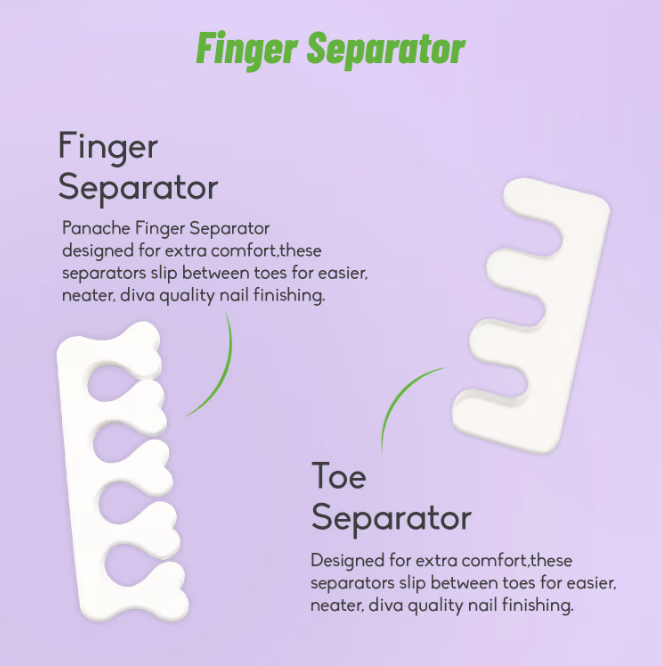 Finger Separator
Finger
Separator
Panache Finger Separator
designed for extra comfort,these
separators slip between toes for easier,
neater, diva quality nail finishing.
Toe
Separator
Designed for extra comfort,these
separators slip between toes for easier,
neater, diva quality nail finishing.